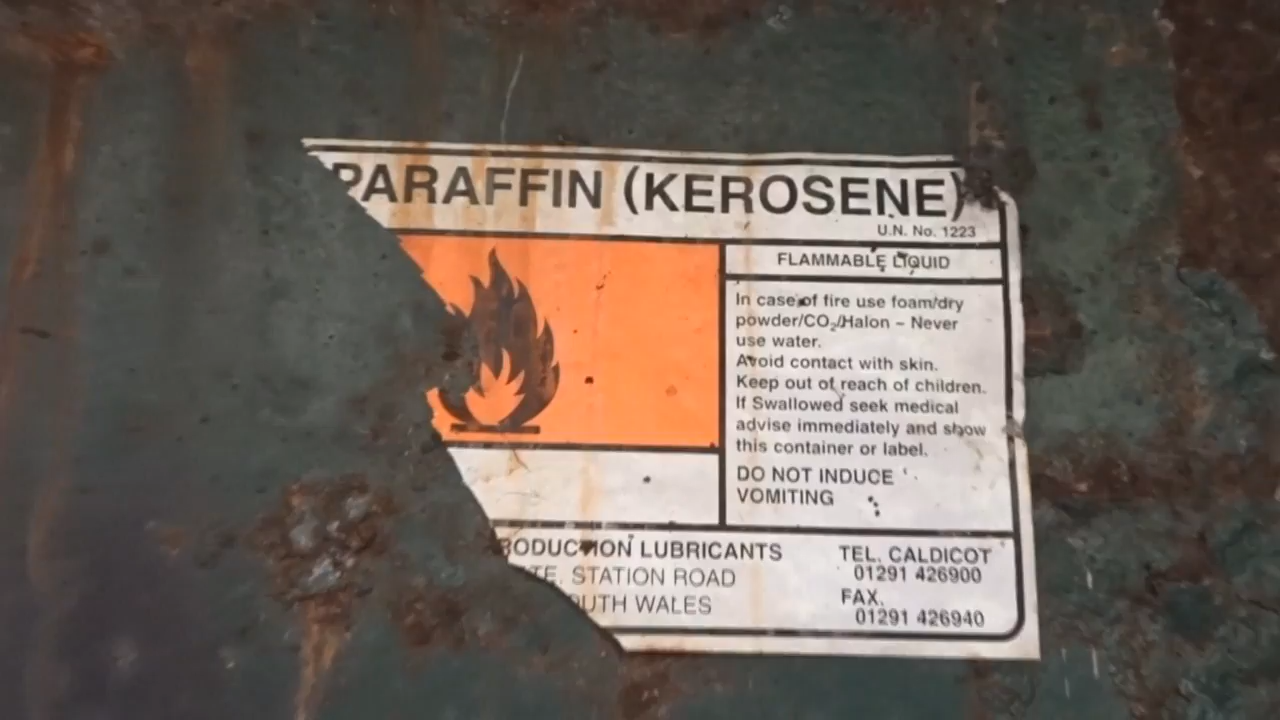 PARAFFIN (KEROSENE)
U.N. No. 1223
FLAMMABLE LIQUID
In case of fire use foam/dry
powder/CO₂/Halon – Never
use water.
Avoid contact with skin.
Keep out of reach of children.
If Swallowed seek medical
advise immediately and show
this container or label.
DO NOT INDUCE
VOMITING
RODUCTION LUBRICANTS
TE, STATION ROAD
UTH WALES
TEL. CALDICOT
01291 426900
FAX.
01291 426940